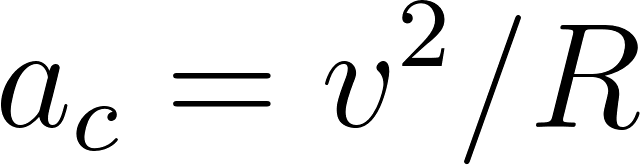 a_c = v^2/R